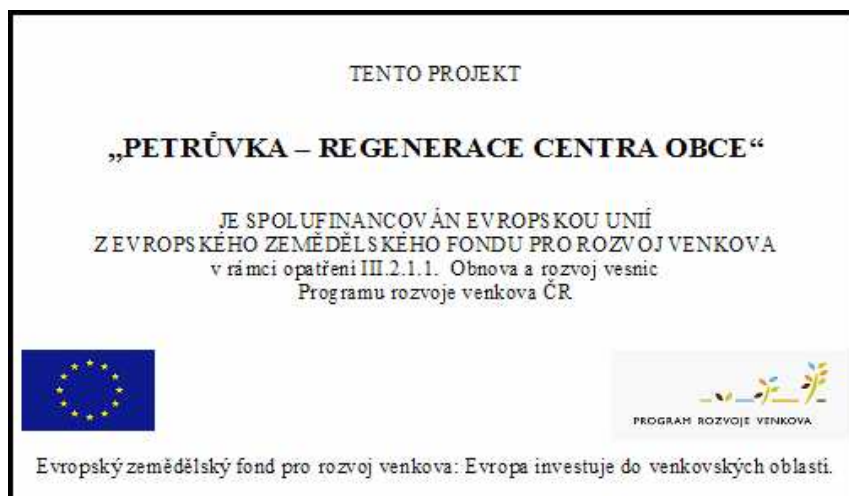 TENTO PROJEKT
„PETRŮVKA – REGENERACE CENTRA OBCE“
JE SPOLUFINANCOVÁN EVROPSKOU UNIÍ
Z EVROPSKÉHO ZEMĚDĚLSKÉHO FONDU PRO ROZVOJ VENKOVA
v rámci opatření III.2.1.1. Obnova a rozvoj vesnic
Programu rozvoje venkova ČR
PROGRAM ROZVOJE VENKOVA
Evropský zemědělský fond pro rozvoj venkova: Evropa investuje do venkovských oblastí.